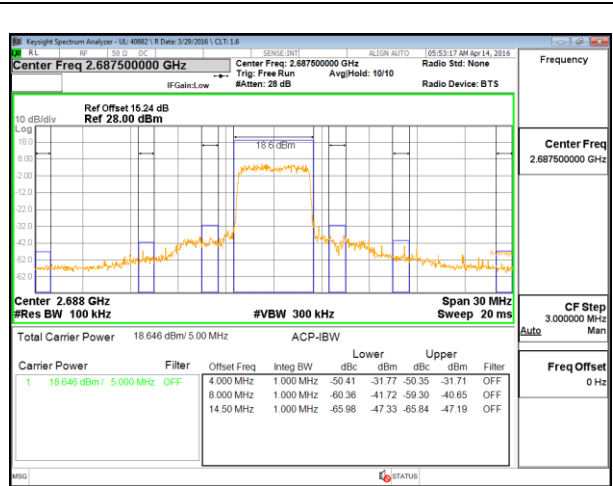 Keysight Spectrum Analyzer - UL: 40882 \ R Date: 3/29/2016 \ CLT: 1.6
RL RF 50 Ω DC SENSE:INT ALIGN AUTO 05:53:17 AM Apr 14, 2016
Center Freq 2.687500000 GHz
IFGain:Low
Center Freq: 2.687500000 GHz
Trig: Free Run Avg|Hold: 10/10
#Atten: 28 dB
Radio Std: None
Radio Device: BTS
Frequency
Ref Offset 15.24 dB
10 dB/div Ref 28.00 dBm
Log
18.0
8.00
-2.00
-12.0
-22.0
-32.0
-42.0
-52.0
-62.0
18.6 dBm
Center 2.688 GHz Span 30 MHz
#Res BW 100 kHz #VBW 300 kHz Sweep 20 ms
Center Freq
2.687500000 GHz
CF Step
3.000000 MHz
Auto Man
Freq Offset
0 Hz
Total Carrier Power 18.646 dBm/ 5.00 MHz ACP-IBW
Lower Upper
Carrier Power Filter Offset Freq Integ BW dBc dBm dBc dBm Filter
1 18.646 dBm / 5.000 MHz OFF 4.000 MHz 1.000 MHz -50.41 -31.77 -50.35 -31.71 OFF
8.000 MHz 1.000 MHz -60.36 -41.72 -59.30 -40.65 OFF
14.50 MHz 1.000 MHz -65.98 -47.33 -65.84 -47.19 OFF
MSG STATUS